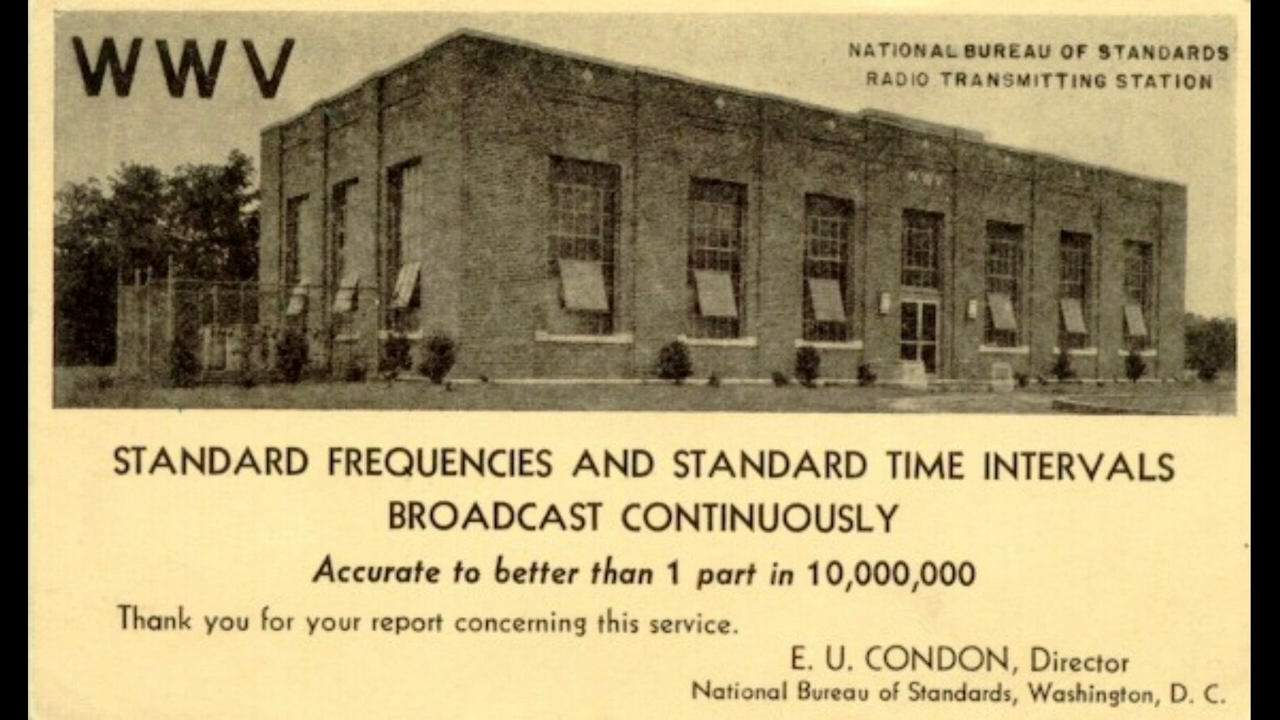 WWV
NATIONAL BUREAU OF STANDARDS
RADIO TRANSMITTING STATION
WWV
STANDARD FREQUENCIES AND STANDARD TIME INTERVALS
BROADCAST CONTINUOUSLY
Accurate to better than 1 part in 10,000,000
Thank you for your report concerning this service.
E. U. CONDON, Director
National Bureau of Standards, Washington, D. C.